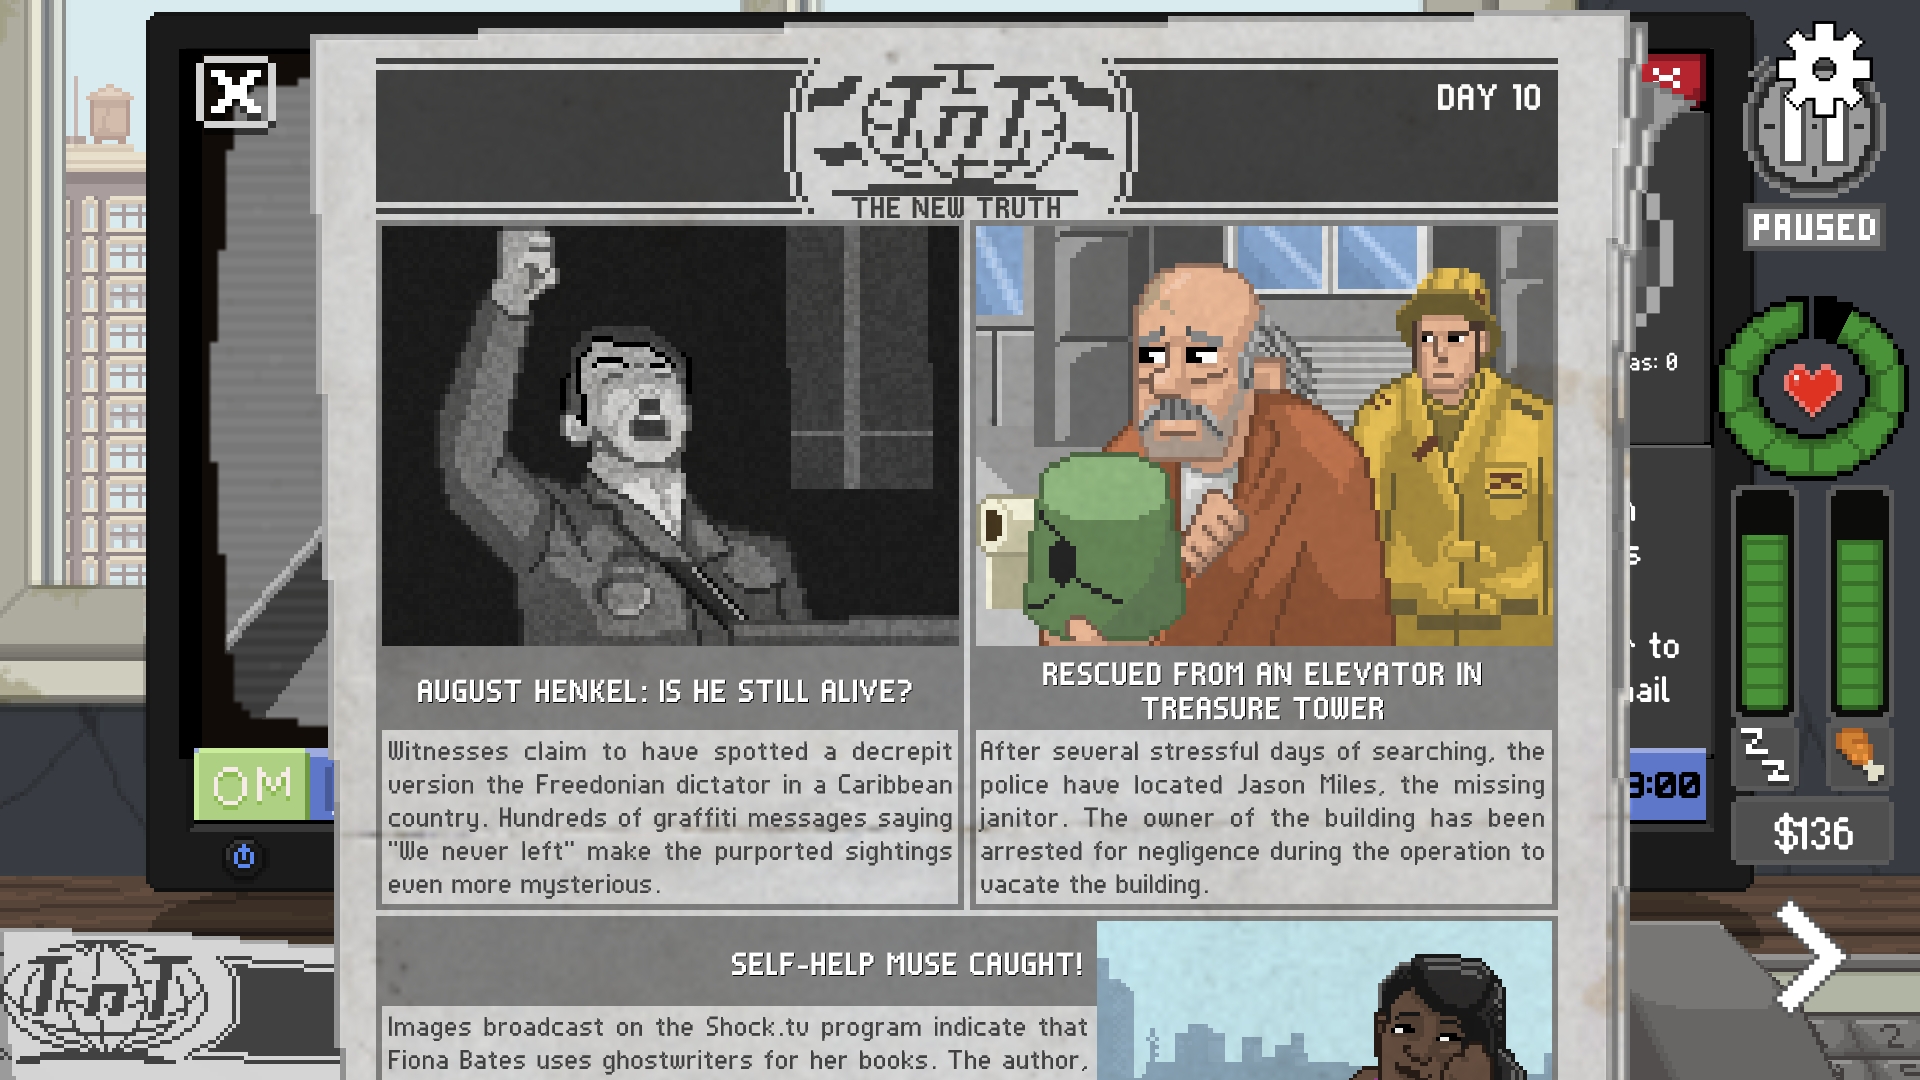 DAY 10
TnT
THE NEW TRUTH
PAUSED
AUGUST HENKEL: IS HE STILL ALIVE?
Witnesses claim to have spotted a decrepit
version the Freedonian dictator in a Caribbean
country. Hundreds of graffiti messages saying
"We never left" make the purported sightings
even more mysterious.
RESCUED FROM AN ELEVATOR IN
TREASURE TOWER
After several stressful days of searching, the
police have located Jason Miles, the missing
janitor. The owner of the building has been
arrested for negligence during the operation to
vacate the building.
SELF-HELP MUSE CAUGHT!
Images broadcast on the Shock.tv program indicate that
Fiona Bates uses ghostwriters for her books. The author,
as: 0
to
ail
OM
:00
$136
TnT
2